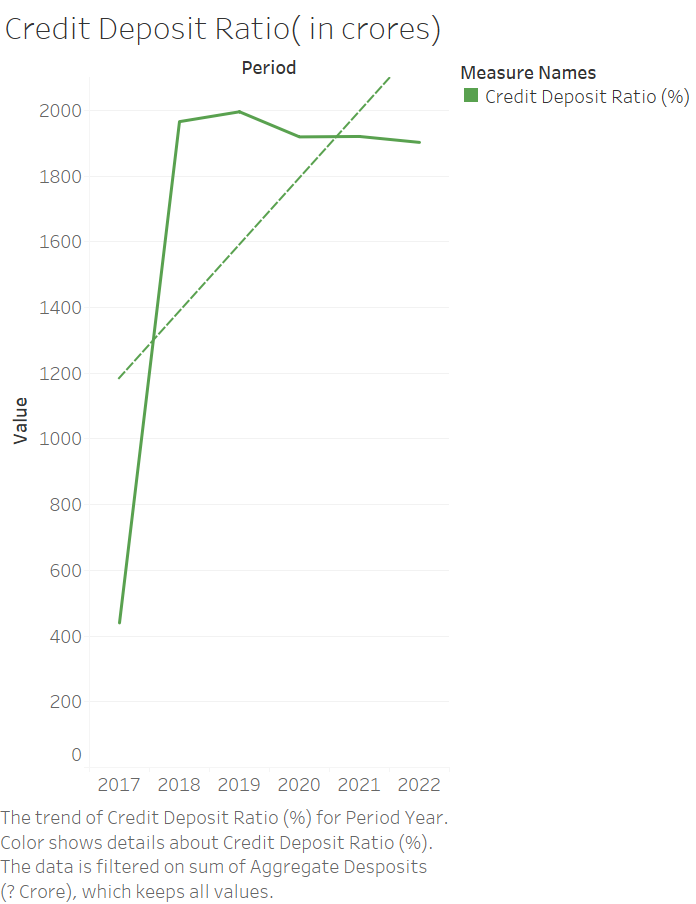 Credit Deposit Ratio( in crores)
Period
Measure Names
Credit Deposit Ratio (%)
2000
1800
1600
1400
1200
Value
1000
800
600
400
200
0
2017 2018 2019 2020 2021 2022
The trend of Credit Deposit Ratio (%) for Period Year.
Color shows details about Credit Deposit Ratio (%).
The data is filtered on sum of Aggregate Desposits
(? Crore), which keeps all values.